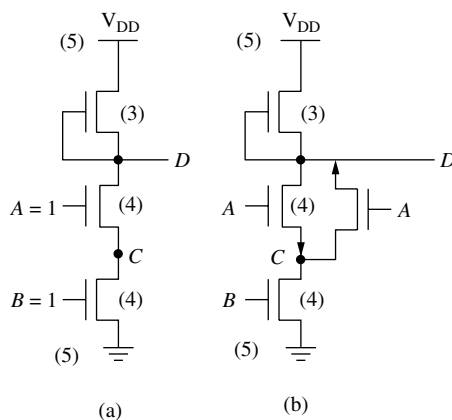 V_DD V_DD
(5) (5)
(3) (3)
D D
A = 1 (4) A (4) A
C C
B = 1 (4) B (4)
(5) (5)
(a) (b)